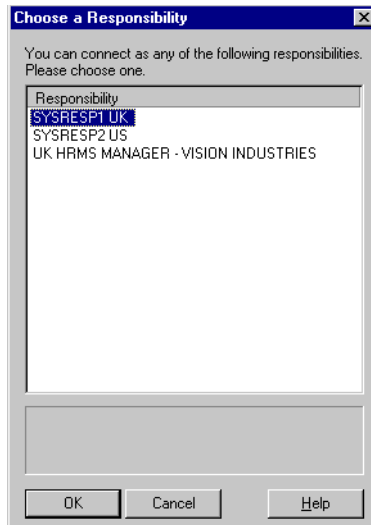 Choose a Responsibility
You can connect as any of the following responsibilities.
Please choose one.
Responsibility
SYSRESP1 UK
SYSRESP2 US
UK HRMS MANAGER - VISION INDUSTRIES
OK
Cancel
Help